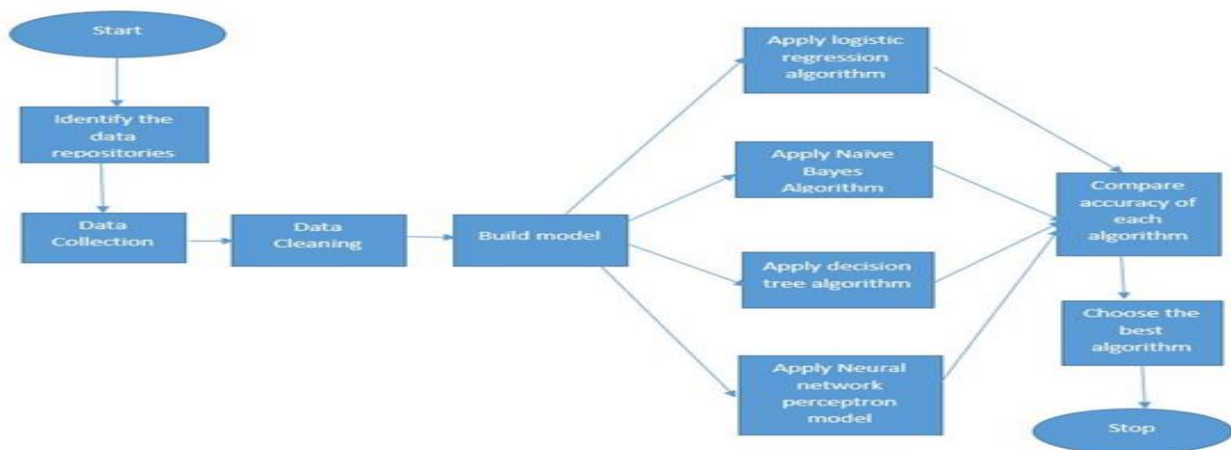 Start
Identify the
data
repositories
Data
Collection
Data
Cleaning
Build model
Apply logistic
regression
algorithm
Apply Naïve
Bayes
Algorithm
Apply decision
tree algorithm
Apply Neural
network
perceptron
model
Compare
accuracy of
each
algorithm
Choose the
best
algorithm
Stop